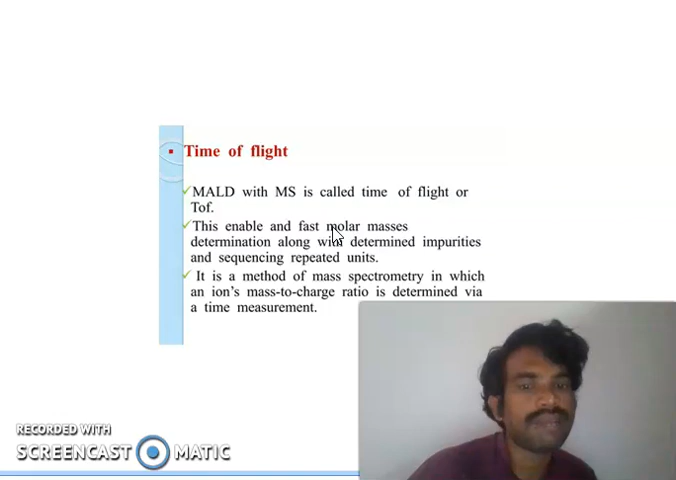 Time of flight
MALD with MS is called time of flight or
Tof.
This enable and fast molar masses
determination along with determined impurities
and sequencing repeated units.
It is a method of mass spectrometry in which
an ion's mass-to-charge ratio is determined via
a time measurement.
RECORDED WITH
SCREENCAST MATIC